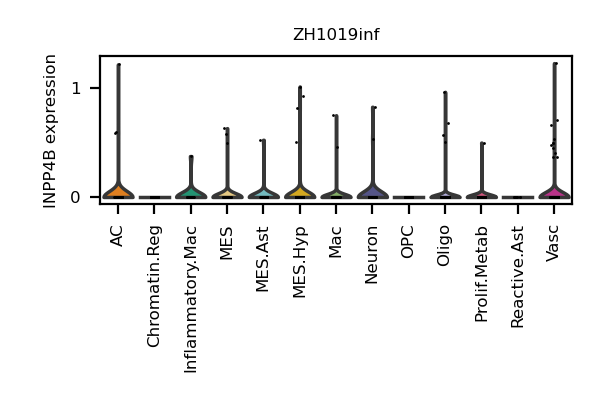 ZH1019inf
INPP4B expression
1
0
AC
Chromatin.Reg
Inflammatory.Mac
MES
MES.Ast
MES.Hyp
Mac
Neuron
OPC
Oligo
Prolif.Metab
Reactive.Ast
Vasc